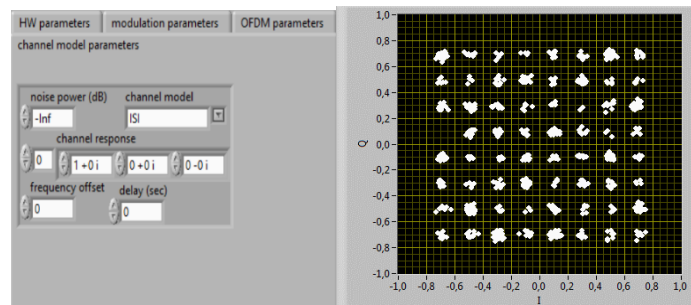 HW parameters modulation parameters OFDM parameters
channel model parameters
noise power (dB) channel model
-Inf ISI
channel response
0 1 +0 i 0 +0 i 0 -0 i
frequency offset delay (sec)
0 0
1,0
0,8
0,6
0,4
0,2
0,0
-0,2
-0,4
-0,6
-0,8
-1,0
Q
-1,0 -0,8 -0,6 -0,4 -0,2 0,0 0,2 0,4 0,6 0,8 1,0
I